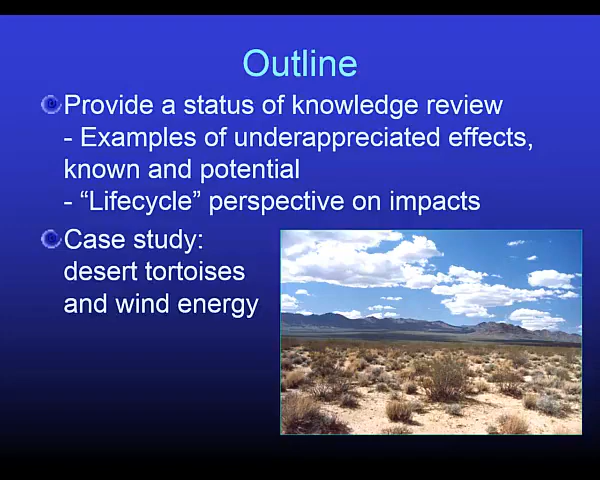 Outline
Provide a status of knowledge review
- Examples of underappreciated effects,
known and potential
- “Lifecycle” perspective on impacts
Case study:
desert tortoises
and wind energy